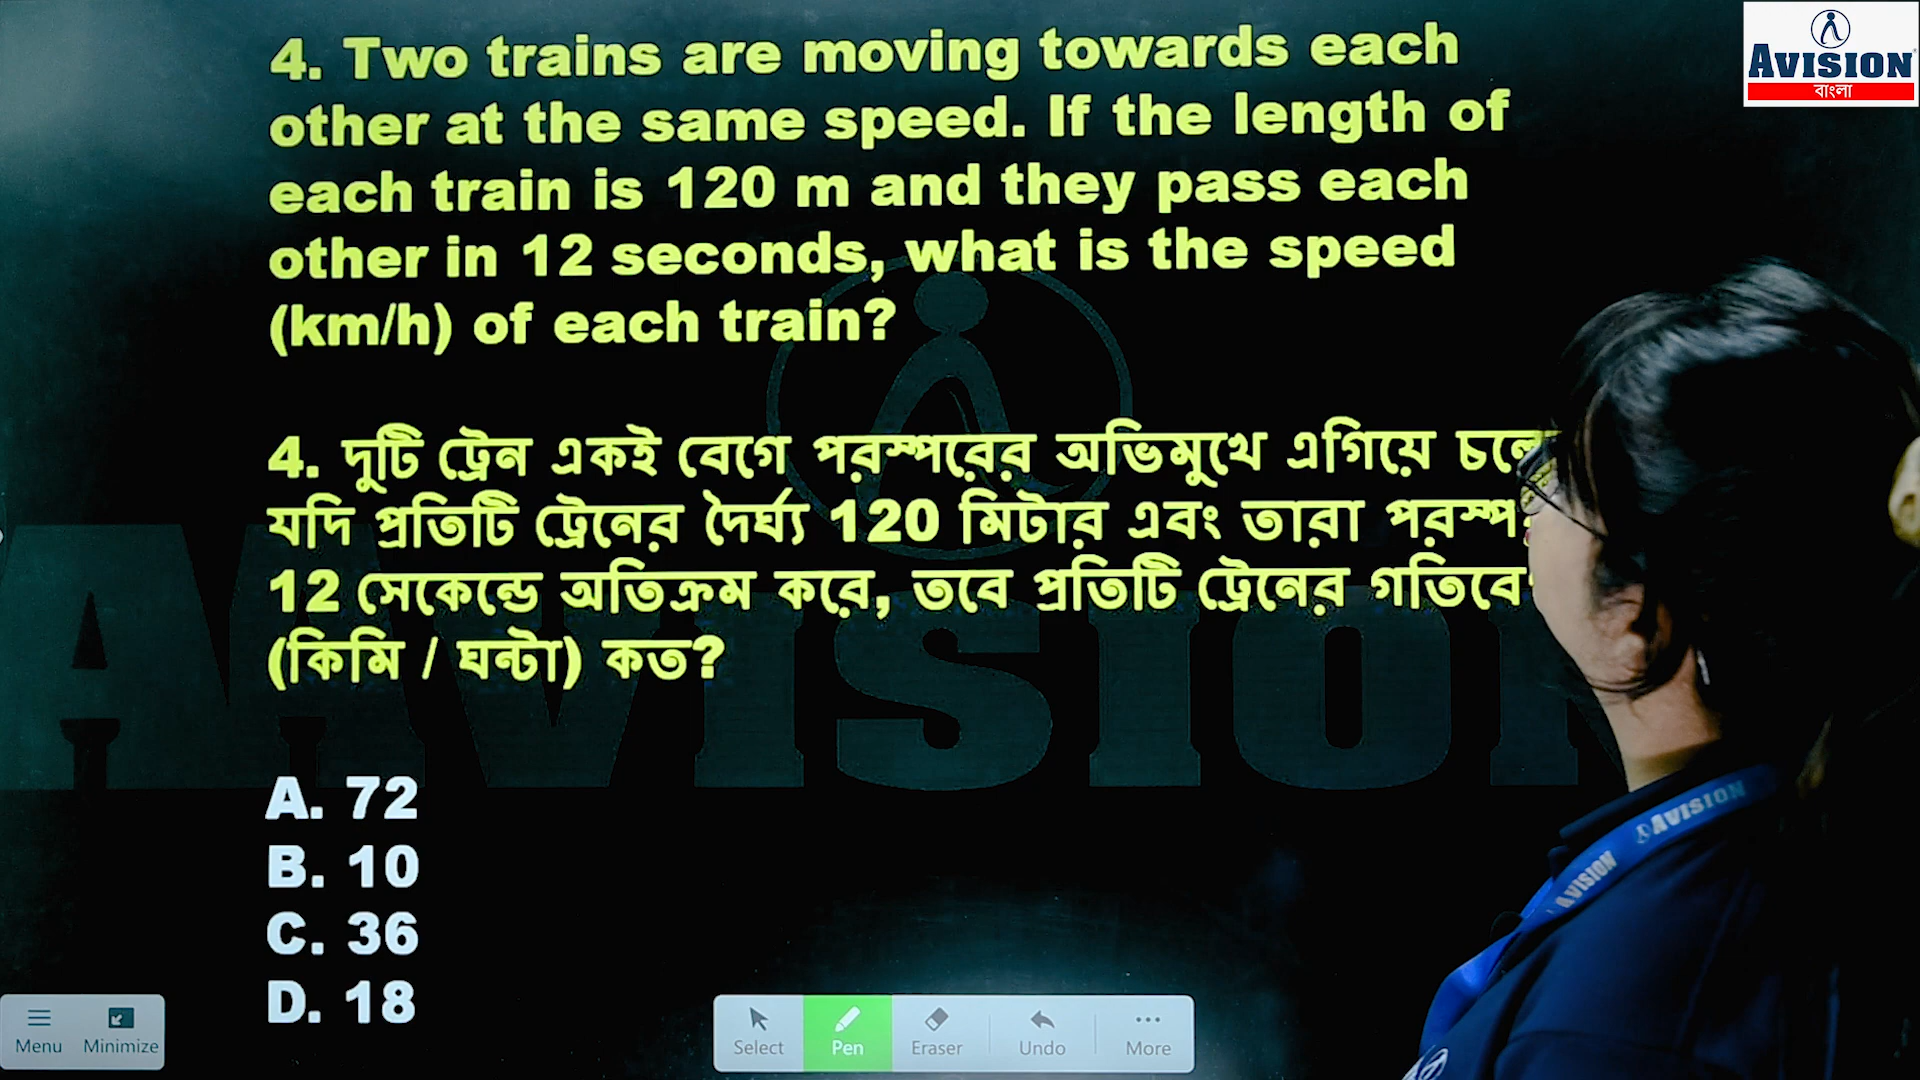 4. Two trains are moving towards each
other at the same speed. If the length of
each train is 120 m and they pass each
other in 12 seconds, what is the speed
(km/h) of each train?
4. দুটি ট্রেন একই বেগে পরস্পরের অভিমুখে এগিয়ে
যদি প্রতিটি ট্রেনের দৈর্ঘ্য 120 মিটার এবং তারা
12 সেকেন্ডে অতিক্রম করে, তবে প্রতিটি ট্রেনের
(কিমি / ঘন্টা) কত?
A. 72
B. 10
C. 36
D. 18
AVISION
বাংলা
AVISION
AVISION
AVISION
Menu Minimize
Select Pen Eraser Undo More